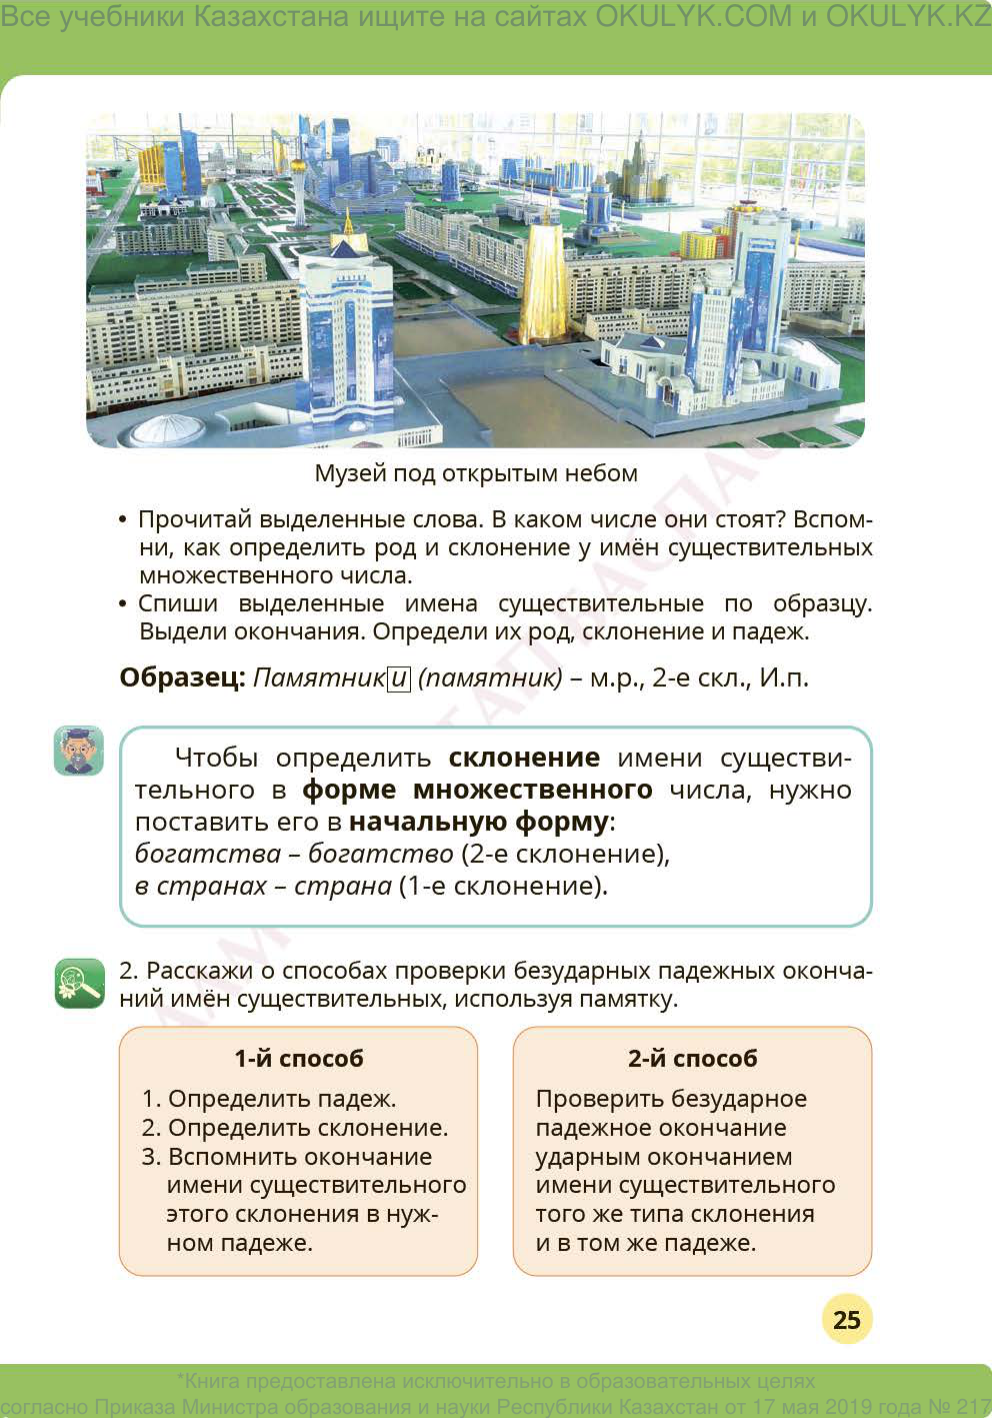 Все учебники Казахстана ищите на сайтах OKULYK.COM и OKULYK.KZ
Музей под открытым небом
• Прочитай выделенные слова. В каком числе они стоят? Вспом-
ни, как определить род и склонение у имён существительных
множественного числа.
• Спиши выделенные имена существительные по образцу.
Выдели окончания. Определи их род, склонение и падеж.
Образец: Памятники (памятник) – м.р., 2-е скл., И.п.
Чтобы определить склонение имени существи-
тельного в форме множественного числа, нужно
поставить его в начальную форму:
богатства – богатство (2-е склонение),
в странах – страна (1-е склонение).
2. Расскажи о способах проверки безударных падежных оконча-
ний имён существительных, используя памятку.
1-й способ
1. Определить падеж.
2. Определить склонение.
3. Вспомнить окончание
имени существительного
этого склонения в нуж-
ном падеже.
2-й способ
Проверить безударное
падежное окончание
ударным окончанием
имени существительного
того же типа склонения
и в том же падеже.
25
*Книга предоставлена исключительно в образовательных целях
согласно Приказа Министра образования и науки Республики Казахстан от 17 мая 2019 года № 217